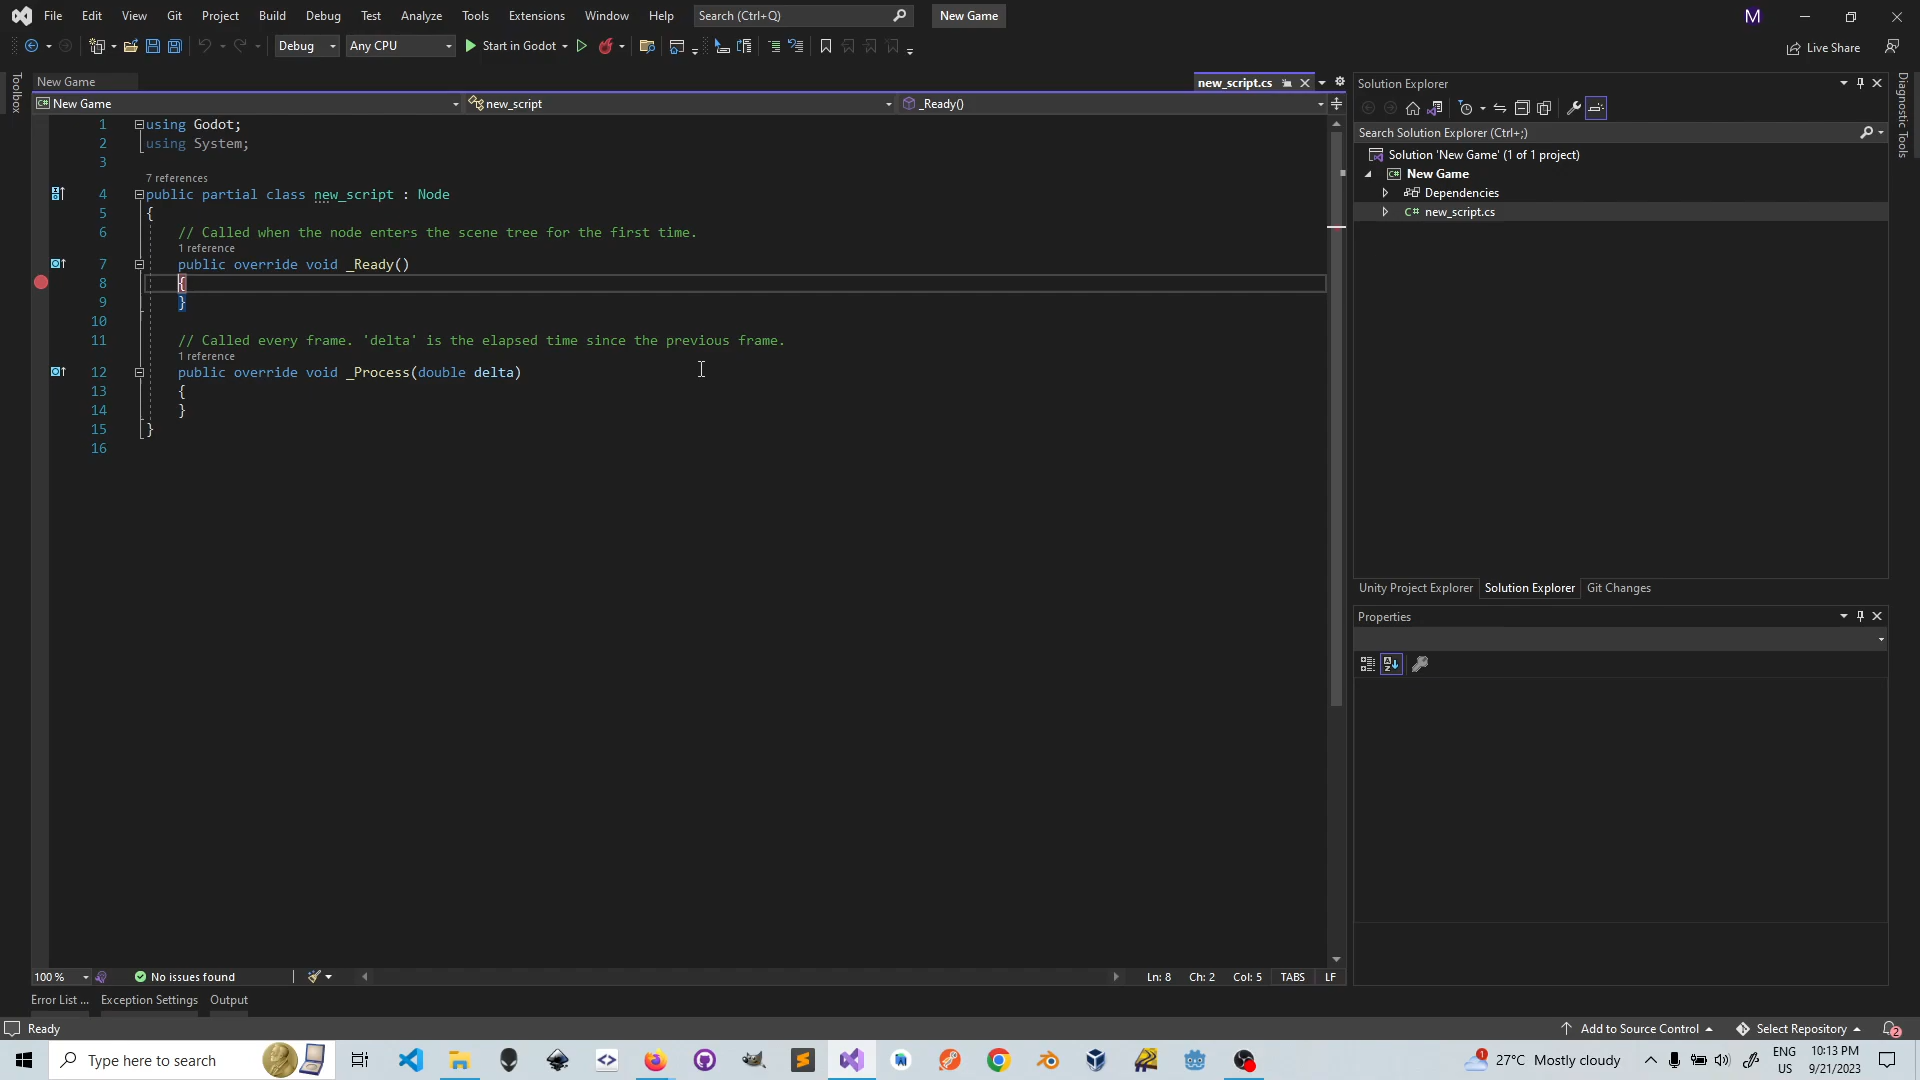 File Edit View Git Project Build Debug Test Analyze Tools Extensions Window Help Search (Ctrl+Q) New Game M
Debug Any CPU Start in Godot Live Share
Toolbox
New Game new_script.cs
New Game new_script _Ready()
1 using Godot;
2 using System;
3
7 references
4 public partial class new_script : Node
5 {
6 // Called when the node enters the scene tree for the first time.
1 reference
7 public override void _Ready()
8 {
9 }
10
11 // Called every frame. 'delta' is the elapsed time since the previous frame.
1 reference
12 public override void _Process(double delta)
13 {
14 }
15 }
16
100 % No issues found Ln: 8 Ch: 2 Col: 5 TABS LF
Error List ... Exception Settings Output
Solution Explorer
Search Solution Explorer (Ctrl+;)
Solution 'New Game' (1 of 1 project)
C# New Game
Dependencies
C# new_script.cs
Unity Project Explorer Solution Explorer Git Changes
Properties
Diagnostic Tools
Ready Add to Source Control Select Repository 2
Type here to search
1 27°C Mostly cloudy
ENG
US
10:13 PM
9/21/2023